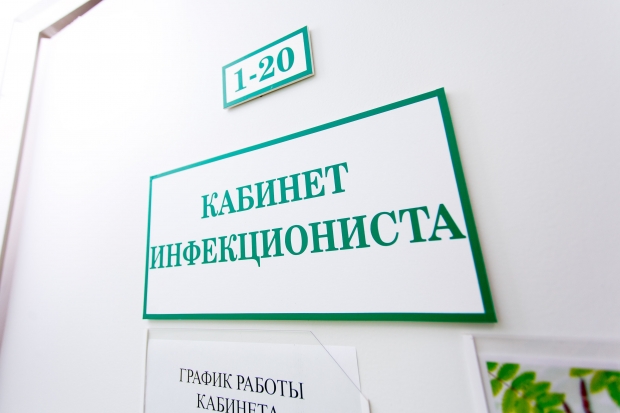 1-20
КАБИНЕТ
ИНФЕКЦИОНИСТА
ГРАФИК РАБОТЫ
КАБИНЕТА